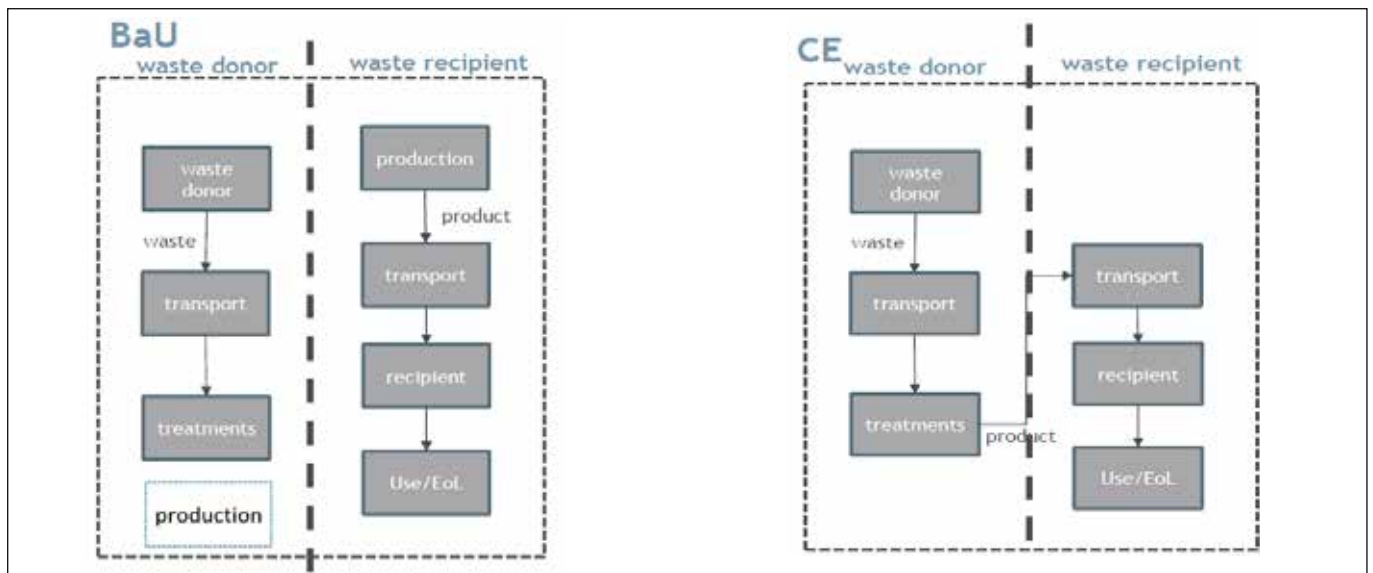 BaU
waste donor
waste recipient
waste
donor
waste
transport
treatments
production
production
product
transport
recipient
Use/EoL
CE
waste donor
waste recipient
waste
donor
waste
transport
treatments
product
transport
recipient
Use/EoL